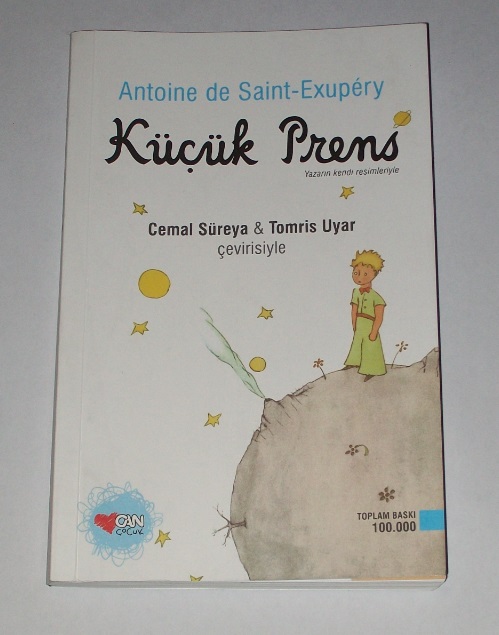 Antoine de Saint-Exupéry
Küçük Prens
Yazarın kendi resimleriyle
Cemal Süreya & Tomris Uyar
çevirisiyle
CAN
ÇOCUK
TOPLAM BASKI
100.000